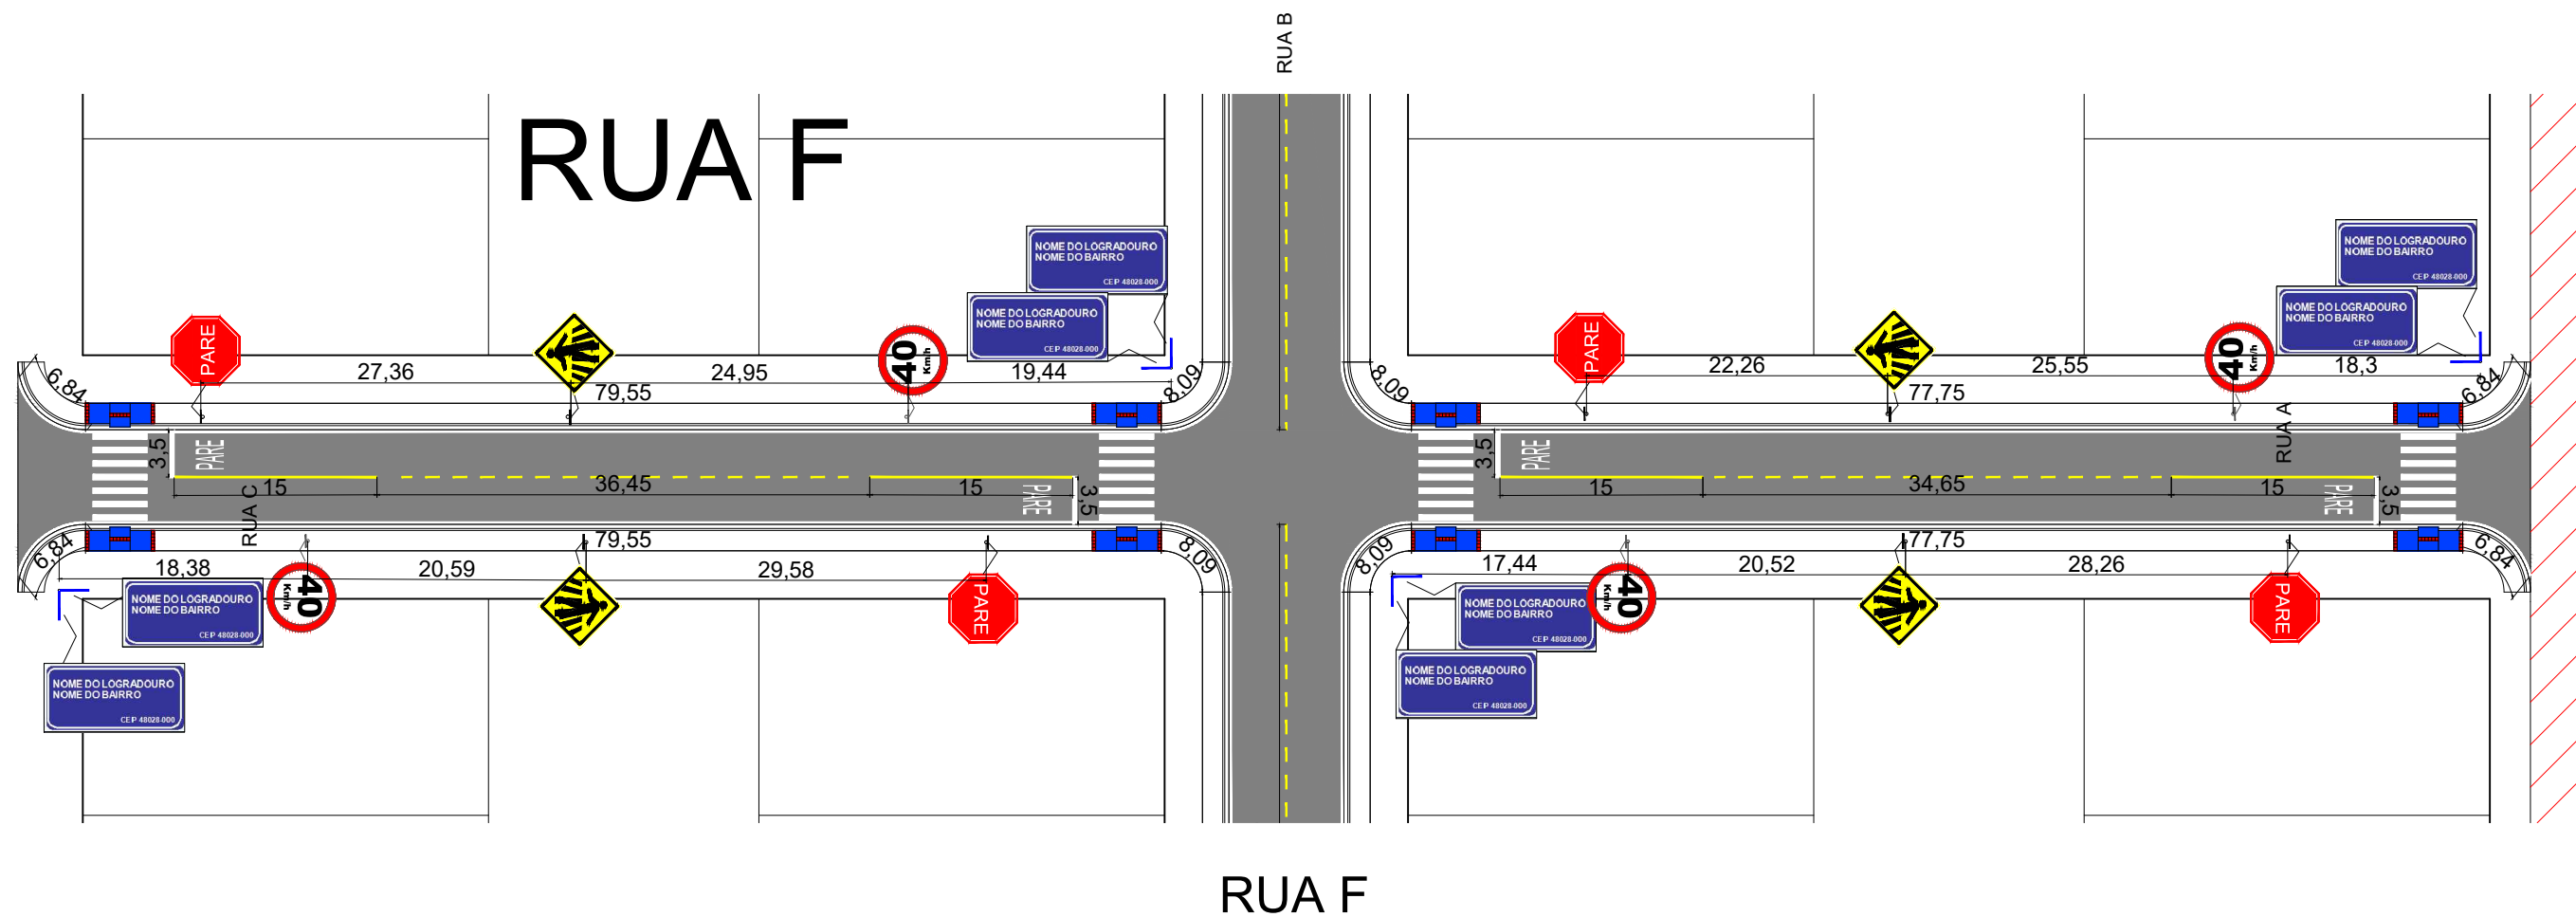 RUA B
RUA F
NOME DO LOGRADOURO
NOME DO BAIRRO
CEP 48028-000
NOME DO LOGRADOURO
NOME DO BAIRRO
CEP 48028-000
NOME DO LOGRADOURO
NOME DO BAIRRO
CEP 48028-000
NOME DO LOGRADOURO
NOME DO BAIRRO
CEP 48028-000
PARE
40
Km/h
PARE
40
Km/h
27,36
24,95
19,44
22,26
25,55
18,3
6,84
79,55
8,09
8,09
77,75
6,84
RUA A
3,5
PARE
3,5
PARE
15
36,45
15
PARE
3,5
15
34,65
15
PARE
3,5
RUA C
6,84
79,55
8,09
8,09
77,75
6,84
18,38
20,59
29,58
17,44
20,52
28,26
40
Km/h
PARE
40
Km/h
PARE
NOME DO LOGRADOURO
NOME DO BAIRRO
CEP 48028-000
NOME DO LOGRADOURO
NOME DO BAIRRO
CEP 48028-000
NOME DO LOGRADOURO
NOME DO BAIRRO
CEP 48028-000
NOME DO LOGRADOURO
NOME DO BAIRRO
CEP 48028-000
RUA F